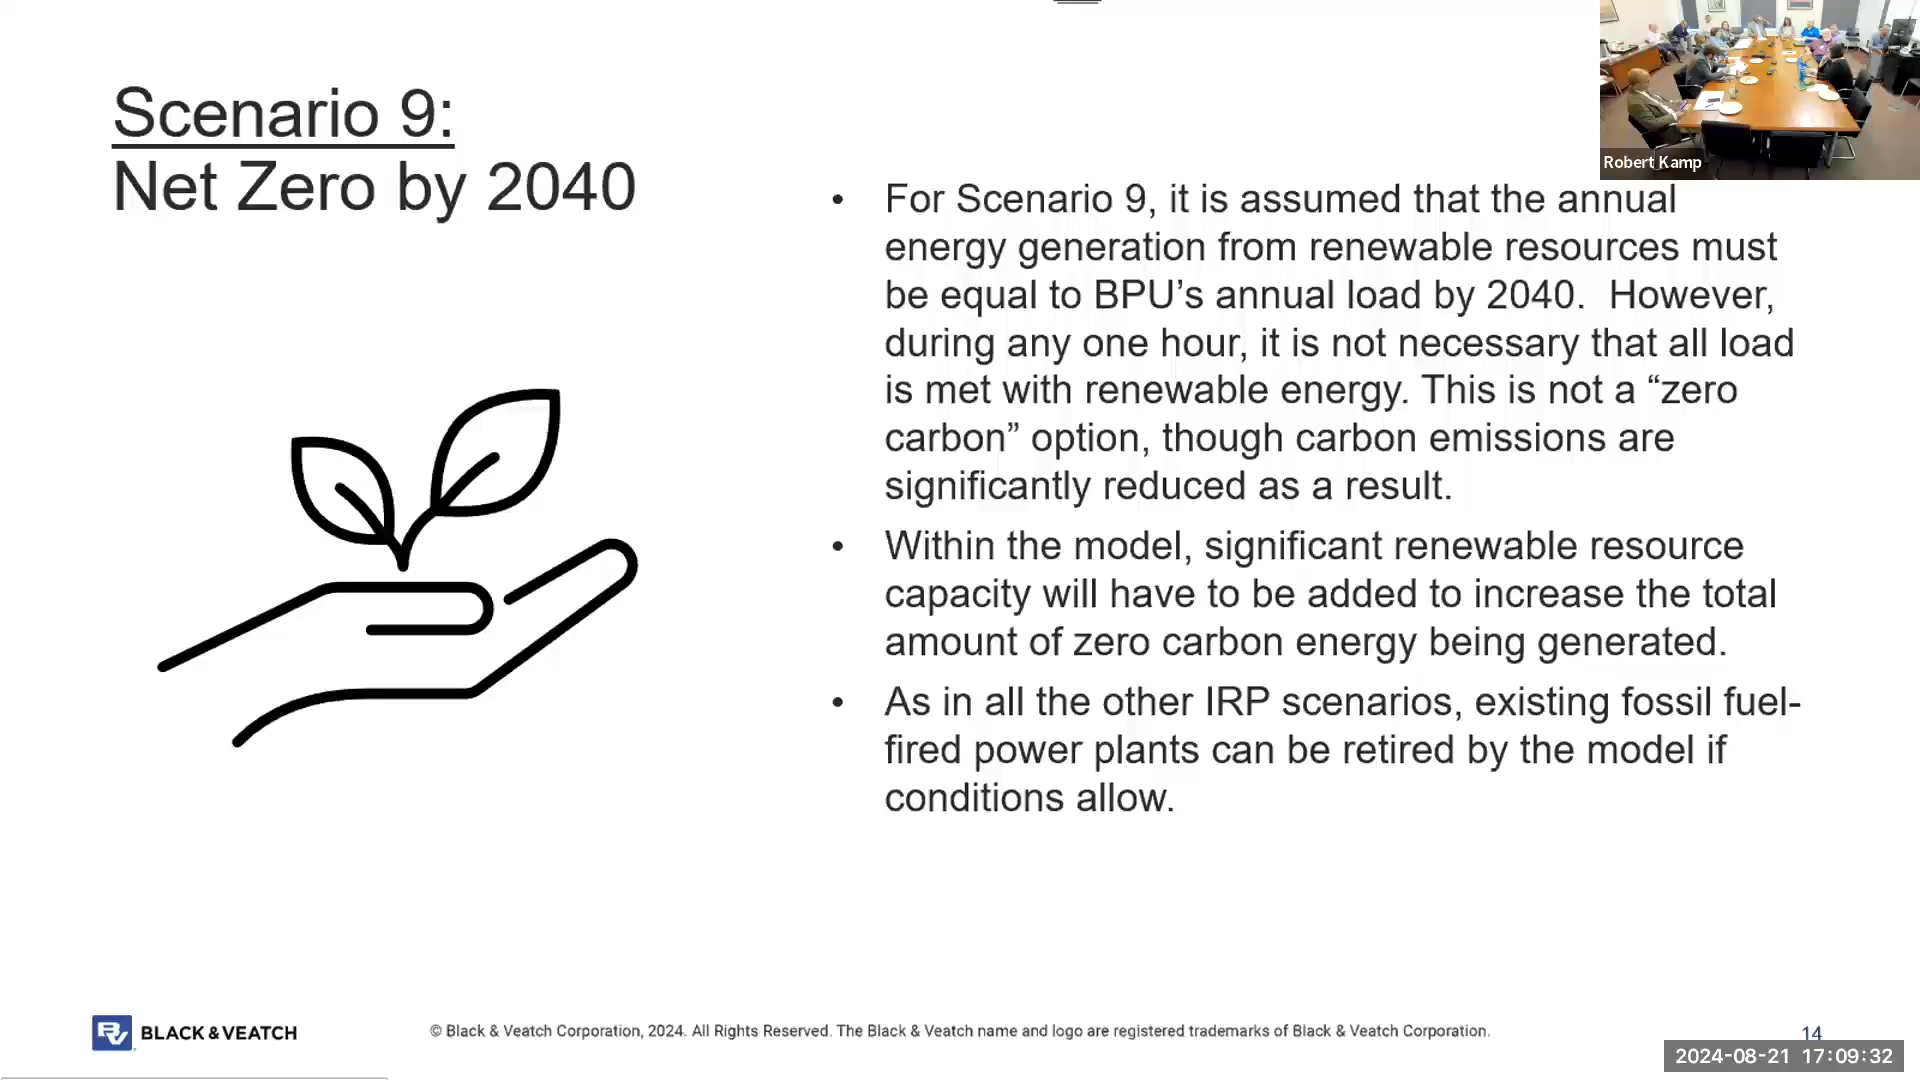 Scenario 9:
Net Zero by 2040
Robert Kamp
• For Scenario 9, it is assumed that the annual
energy generation from renewable resources must
be equal to BPU’s annual load by 2040.  However,
during any one hour, it is not necessary that all load
is met with renewable energy. This is not a “zero
carbon” option, though carbon emissions are
significantly reduced as a result.
• Within the model, significant renewable resource
capacity will have to be added to increase the total
amount of zero carbon energy being generated.
• As in all the other IRP scenarios, existing fossil fuel-
fired power plants can be retired by the model if
conditions allow.
BV BLACK & VEATCH
© Black & Veatch Corporation, 2024. All Rights Reserved. The Black & Veatch name and logo are registered trademarks of Black & Veatch Corporation.
14
2024-08-21 17:09:32